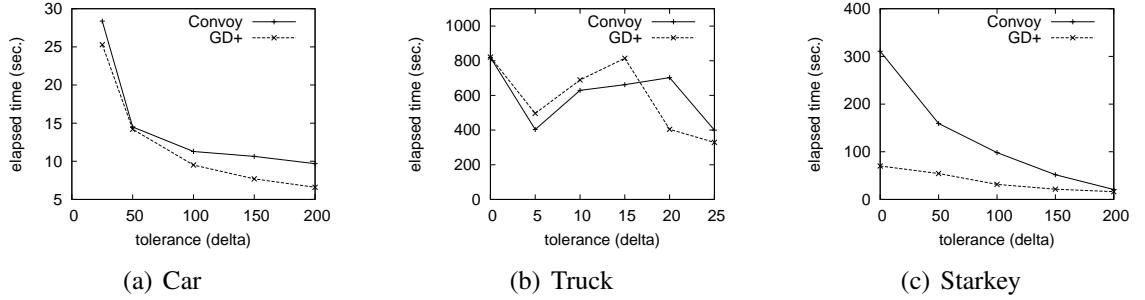 30
25
20
15
10
5
0 50 100 150 200
elapsed time (sec.)
tolerance (delta)
Convoy
GD+
(a) Car
1000
800
600
400
200
0
0 5 10 15 20 25
elapsed time (sec.)
tolerance (delta)
Convoy
GD+
(b) Truck
400
300
200
100
0
0 50 100 150 200
elapsed time (sec.)
tolerance (delta)
Convoy
GD+
(c) Starkey